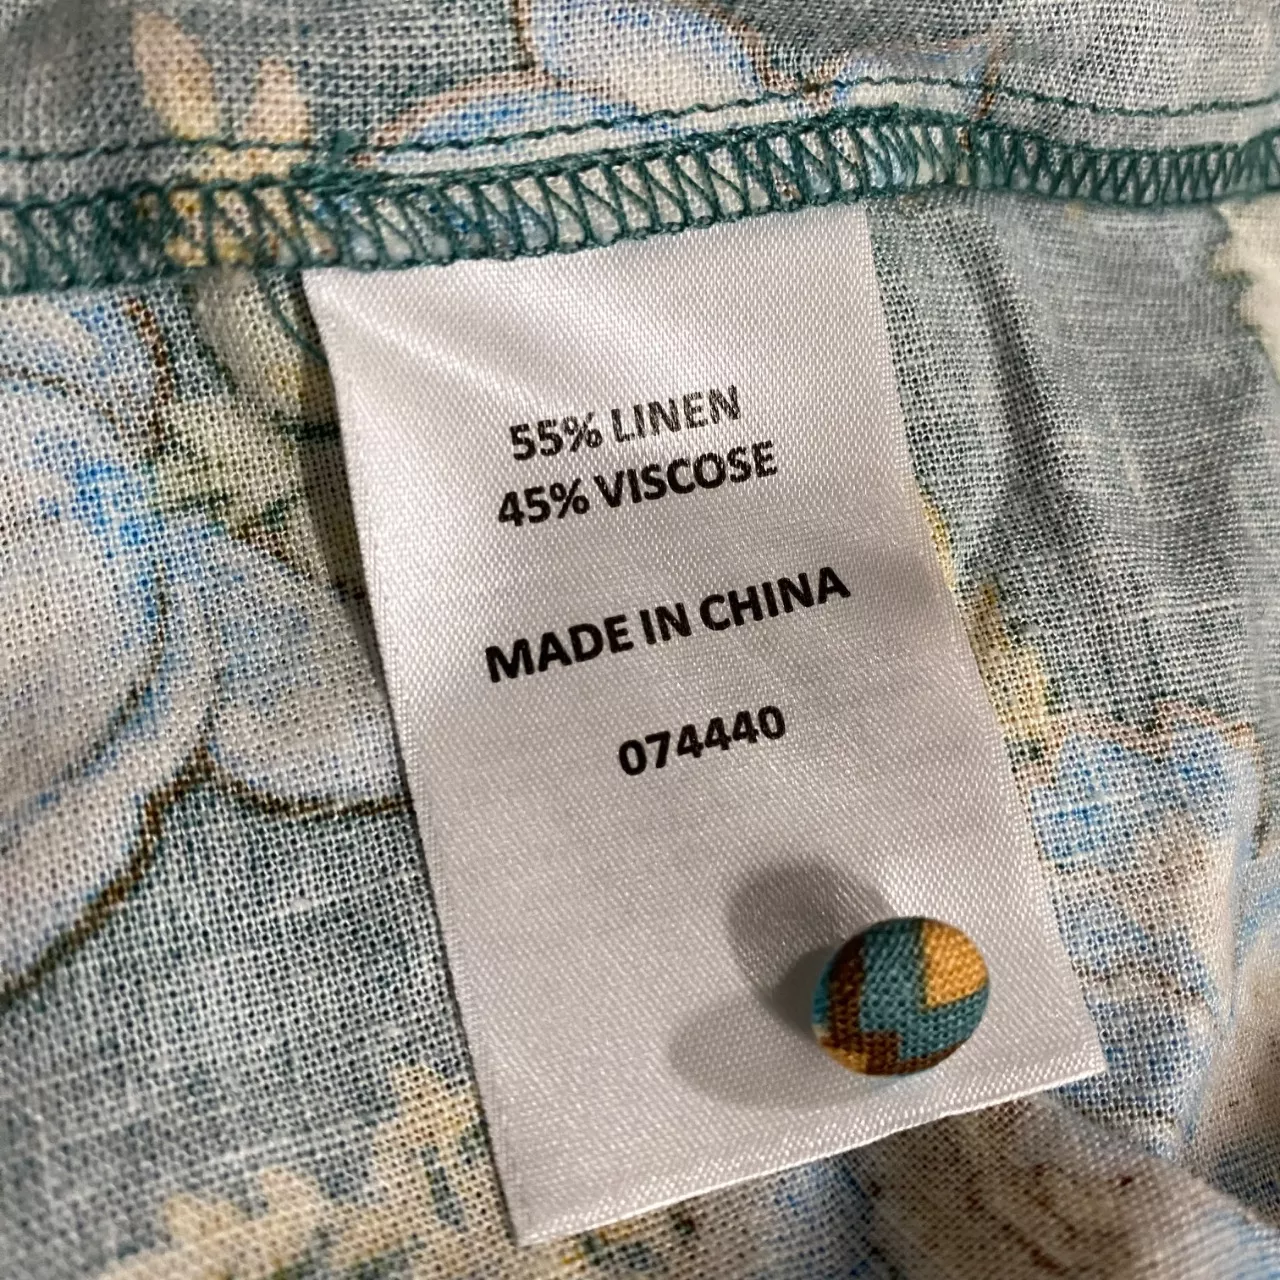 55% LINEN
45% VISCOSE
MADE IN CHINA
074440